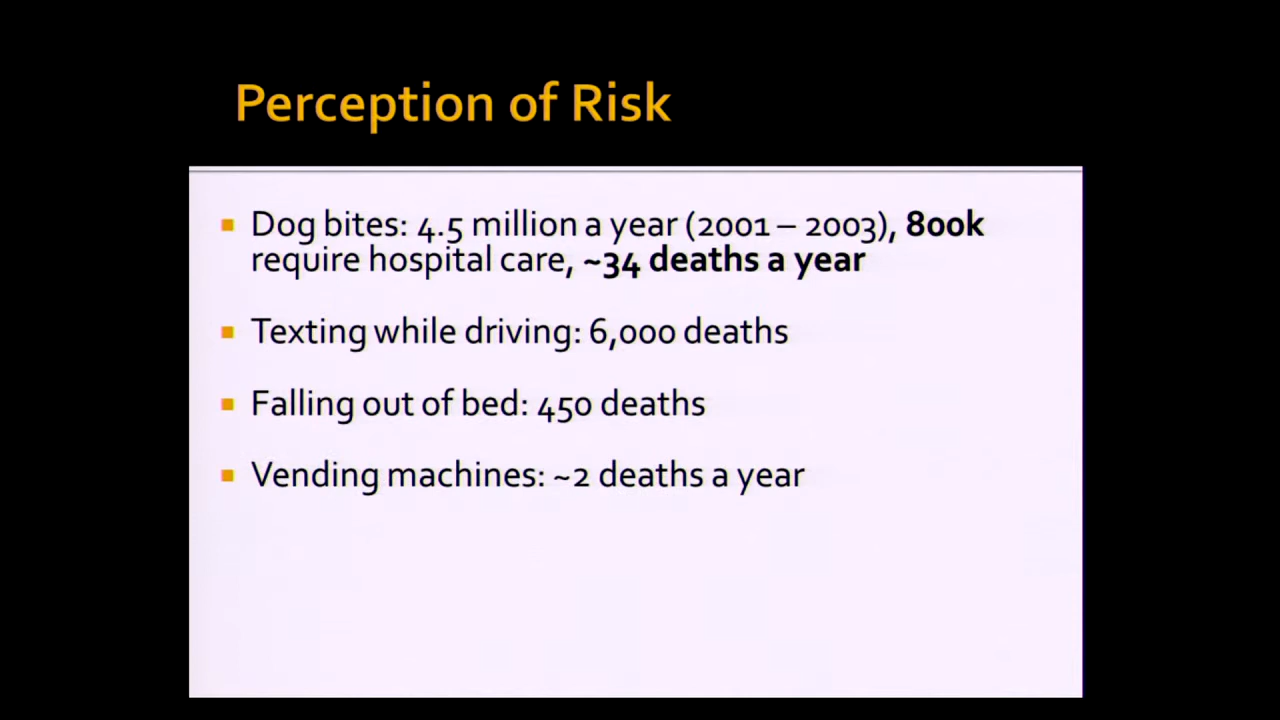 Perception of Risk
Dog bites: 4.5 million a year (2001 – 2003), 800k
require hospital care, ~34 deaths a year
Texting while driving: 6,000 deaths
Falling out of bed: 450 deaths
Vending machines: ~2 deaths a year